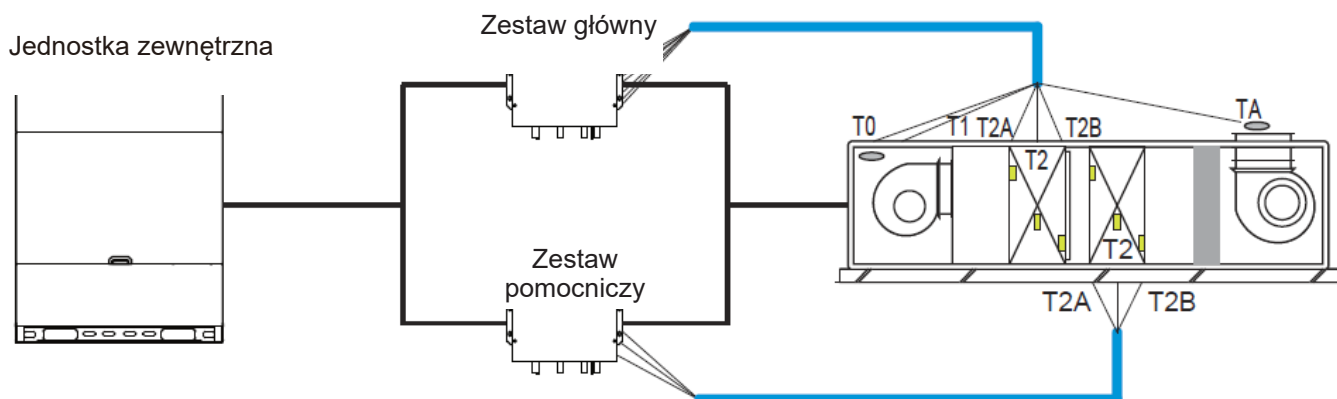 Zestaw główny
Jednostka zewnętrzna
T0
T1
T2A
T2B
TA
T2
T2
Zestaw
pomocniczy
T2A
T2B